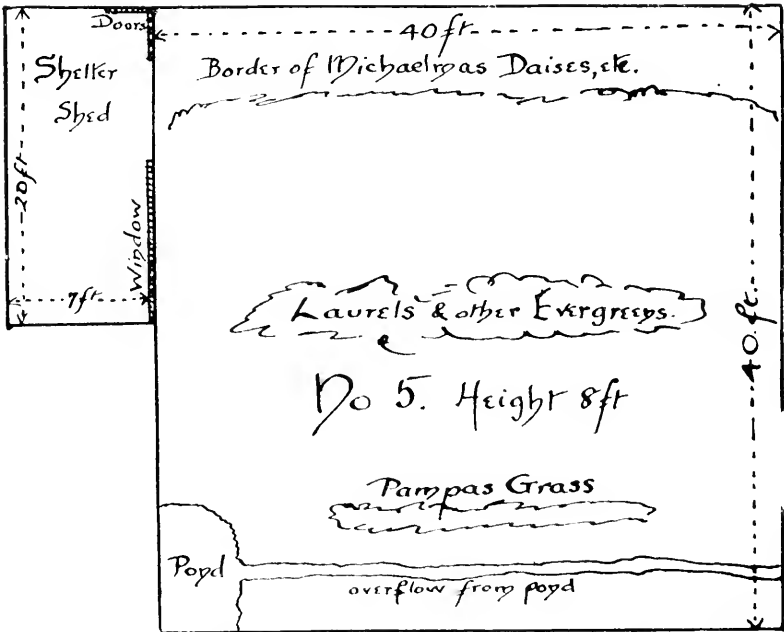 Doors
40ft
Shelter
Shed
Border of Michaelmas Daises, etc.
20ft
Window
7ft
Laurels & other Evergreens.
40.ft.
No 5. Height 8ft
Pampas Grass
Pond
overflow from pond